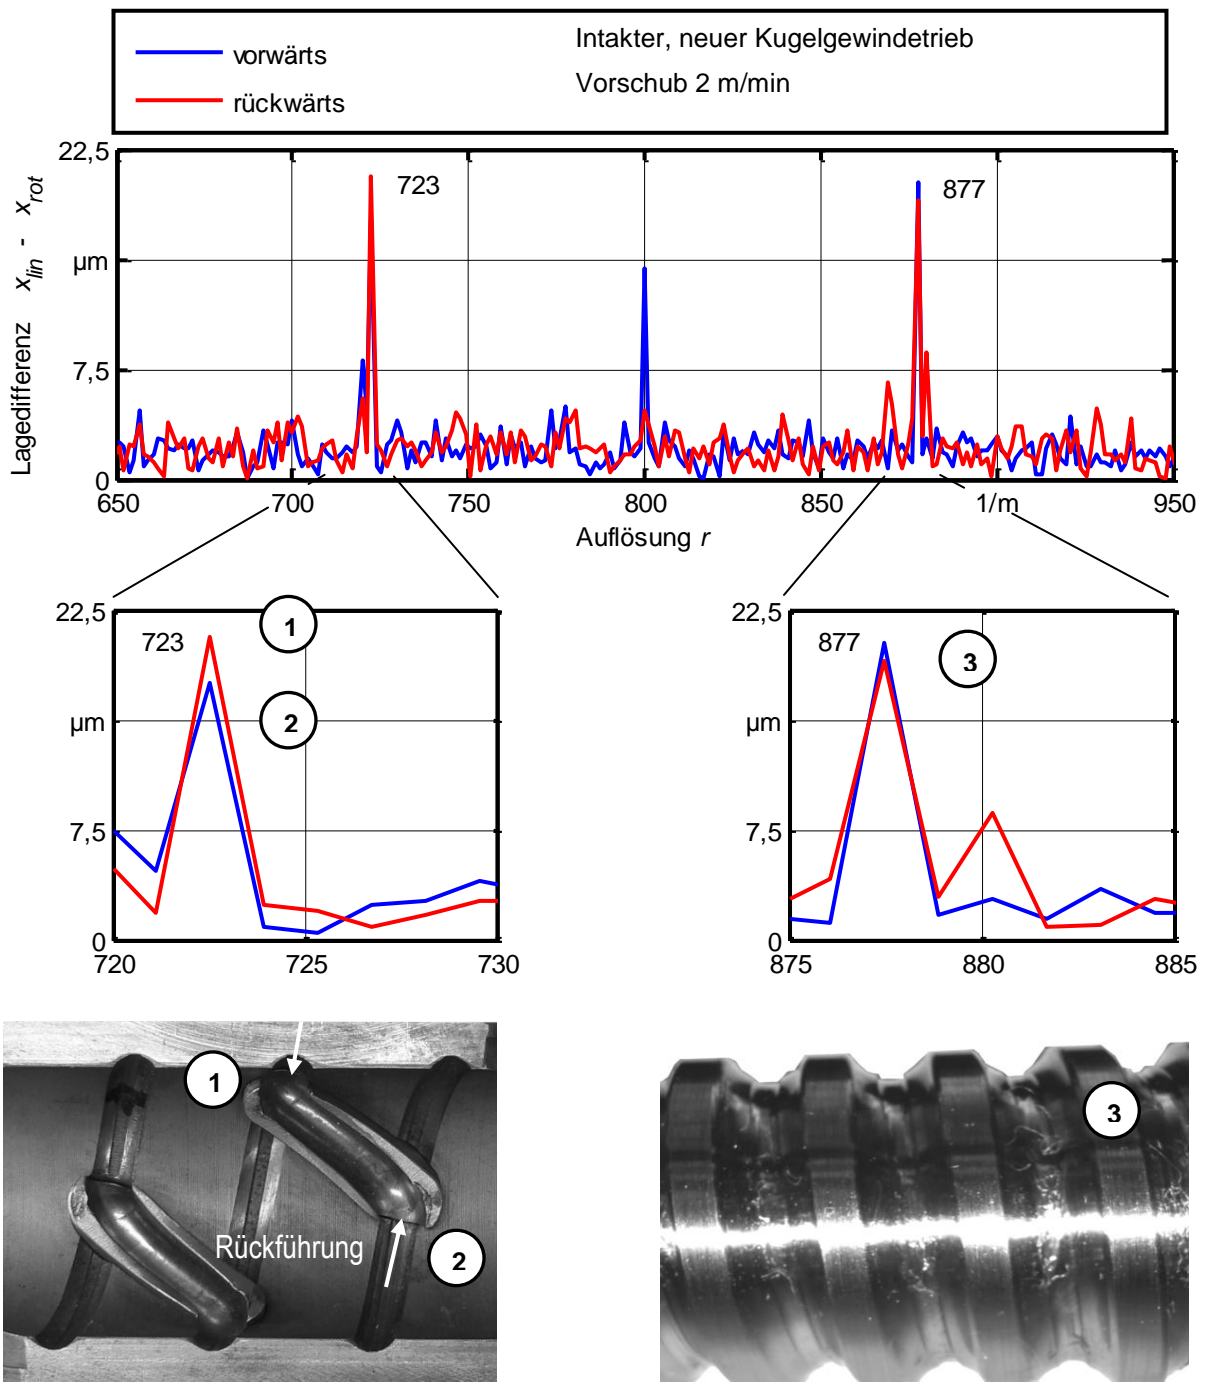 vorwärts
rückwärts
Intakter, neuer Kugelgewindetrieb
Vorschub 2 m/min
Lagedifferenz x_lin - x_rot
22,5
µm
7,5
0
723
877
650 700 750 800 850 1/m 950
Auflösung r
22,5
µm
7,5
0
723
1
2
720 725 730
22,5
µm
7,5
0
877
3
875 880 885
1
Rückführung
2
3